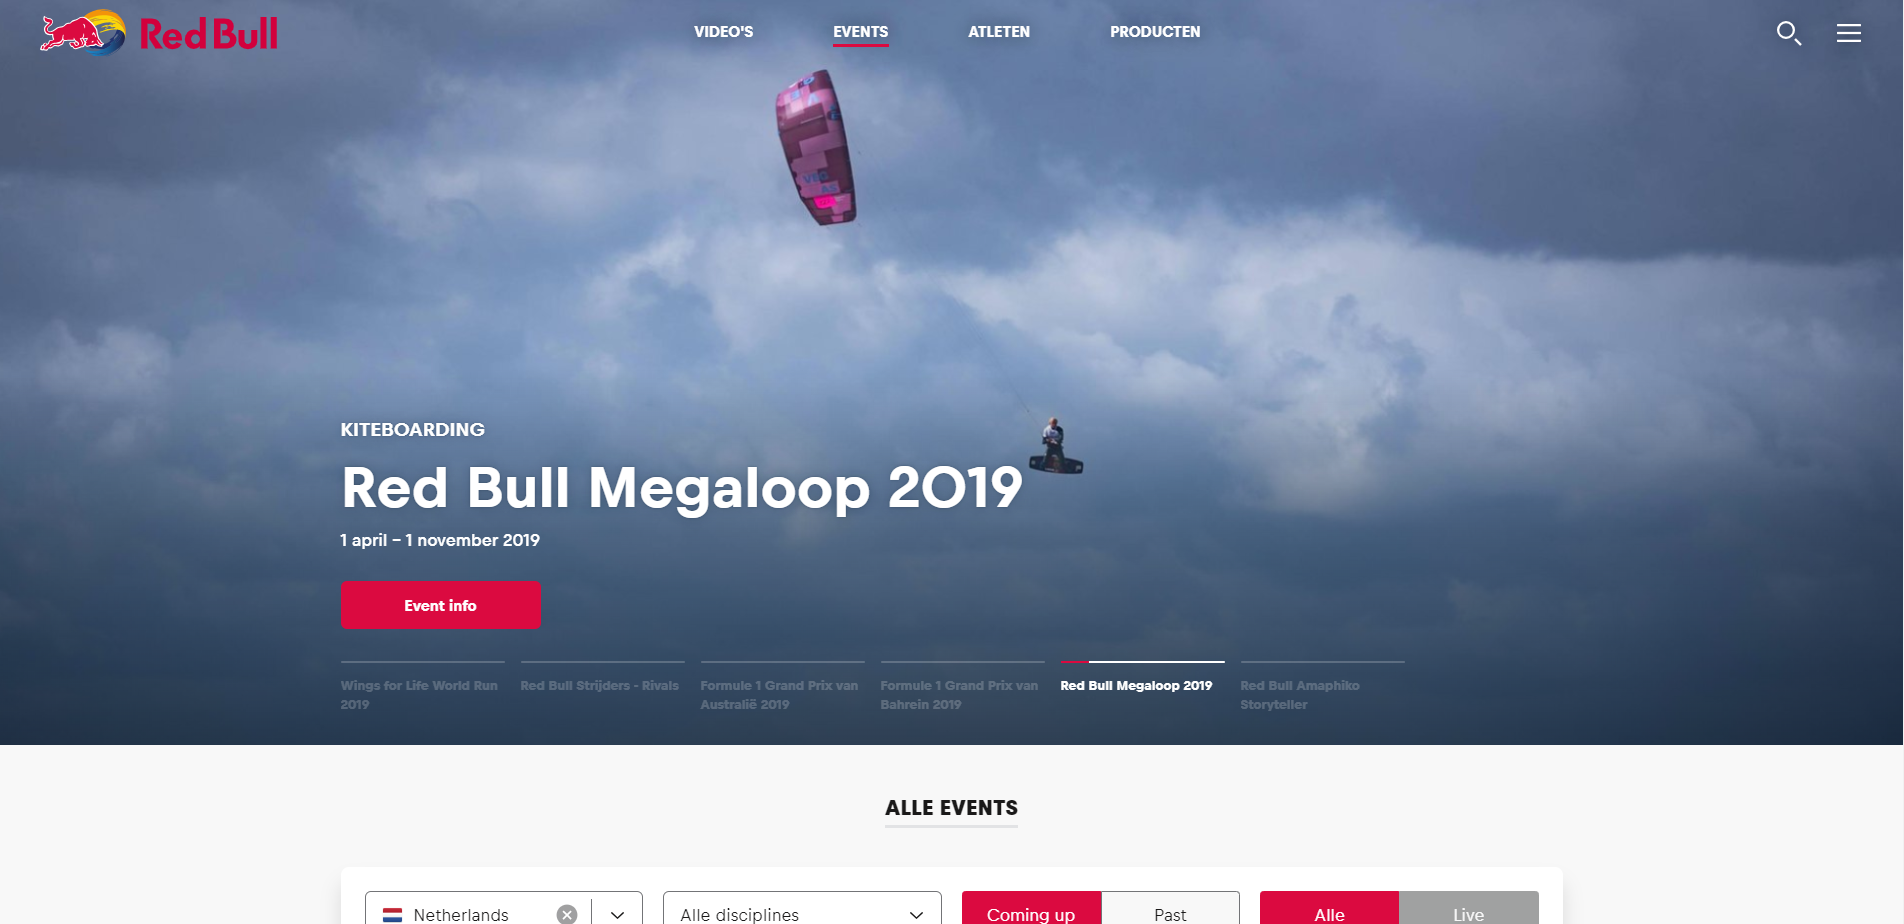 Red Bull
VIDEO'S
EVENTS
ATLETEN
PRODUCTEN
KITEBOARDING
Red Bull Megaloop 2019
1 april – 1 november 2019
Event info
Wings for Life World Run
2019
Red Bull Strijders - Rivals
Formule 1 Grand Prix van
Australië 2019
Formule 1 Grand Prix van
Bahrein 2019
Red Bull Megaloop 2019
Red Bull Amaphiko
Storyteller
ALLE EVENTS
Netherlands
Alle disciplines
Coming up
Past
Alle
Live